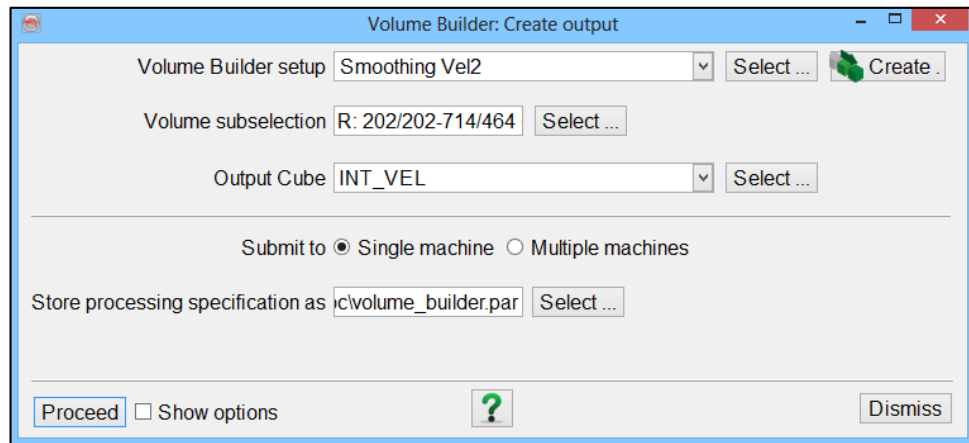 Volume Builder: Create output
Volume Builder setup Smoothing Vel2 Select ... Create .
Volume subselection R: 202/202-714/464 Select ...
Output Cube INT_VEL Select ...
Submit to Single machine Multiple machines
Store processing specification as oc\volume_builder.par Select ...
Proceed Show options ? Dismiss